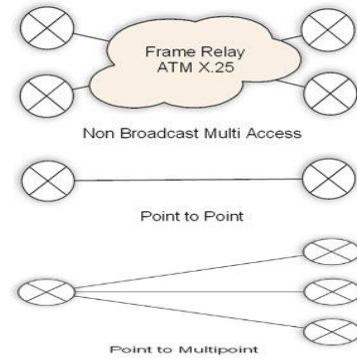 Frame Relay
ATM X.25
Non Broadcast Multi Access
Point to Point
Point to Multipoint